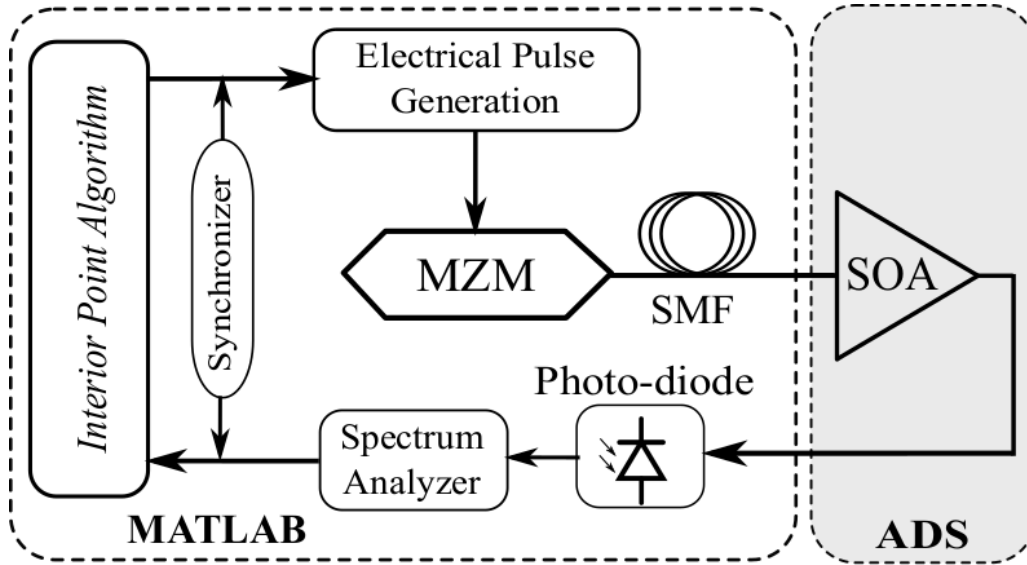 Interior Point Algorithm
Synchronizer
Electrical Pulse
Generation
MZM
SMF
SOA
Photo-diode
Spectrum
Analyzer
MATLAB
ADS